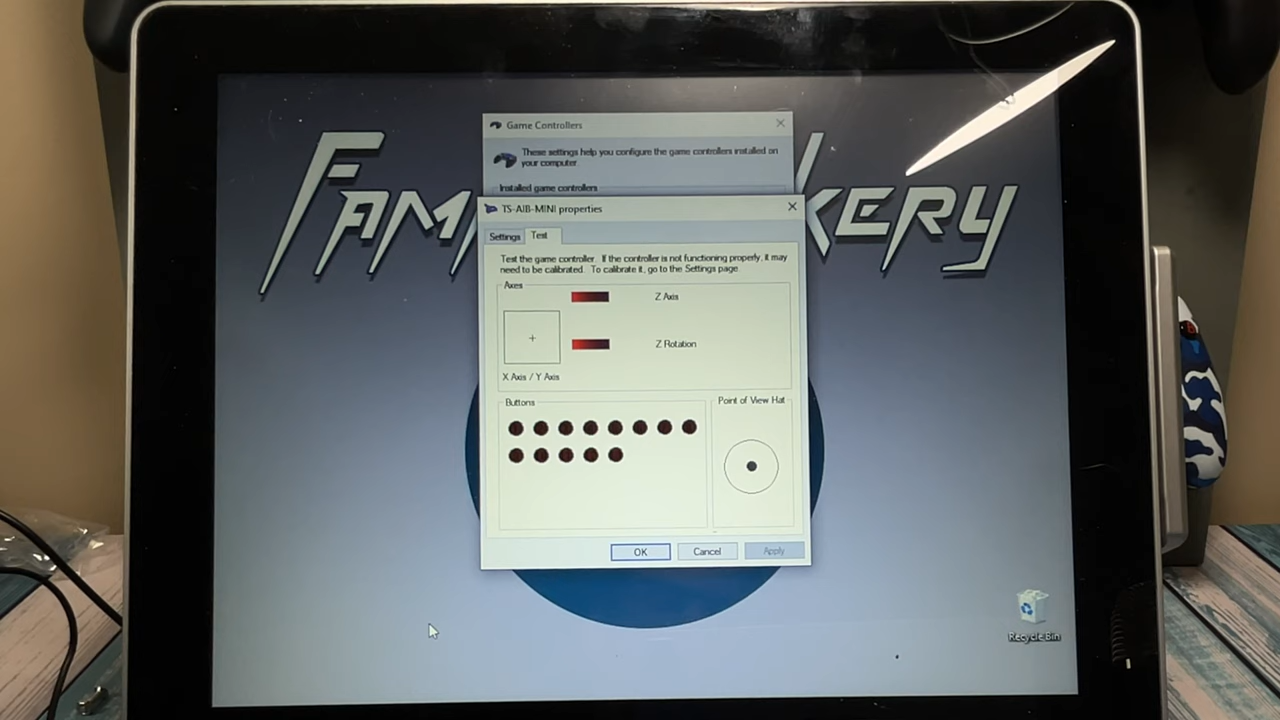 Game Controllers
These settings help you configure the game controllers installed on
your computer.
Installed game controllers
TS-AIB-MINI properties
Settings
Test
Test the game controller. If the controller is not functioning properly, it may
need to be calibrated. To calibrate it, go to the Settings page.
Axes
Z Axis
Z Rotation
X Axis / Y Axis
Buttons
Point of View Hat
OK
Cancel
Apply
Recycle Bin